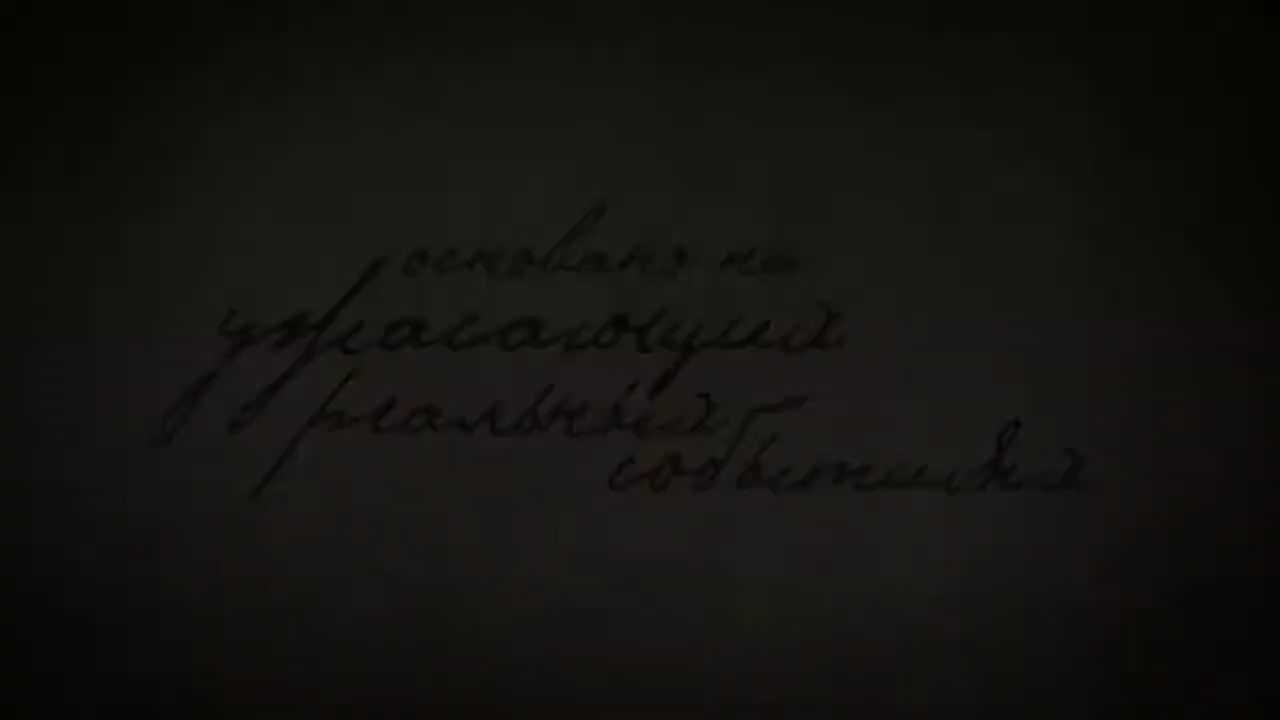 основано на
ужасающих
реальных
событиях